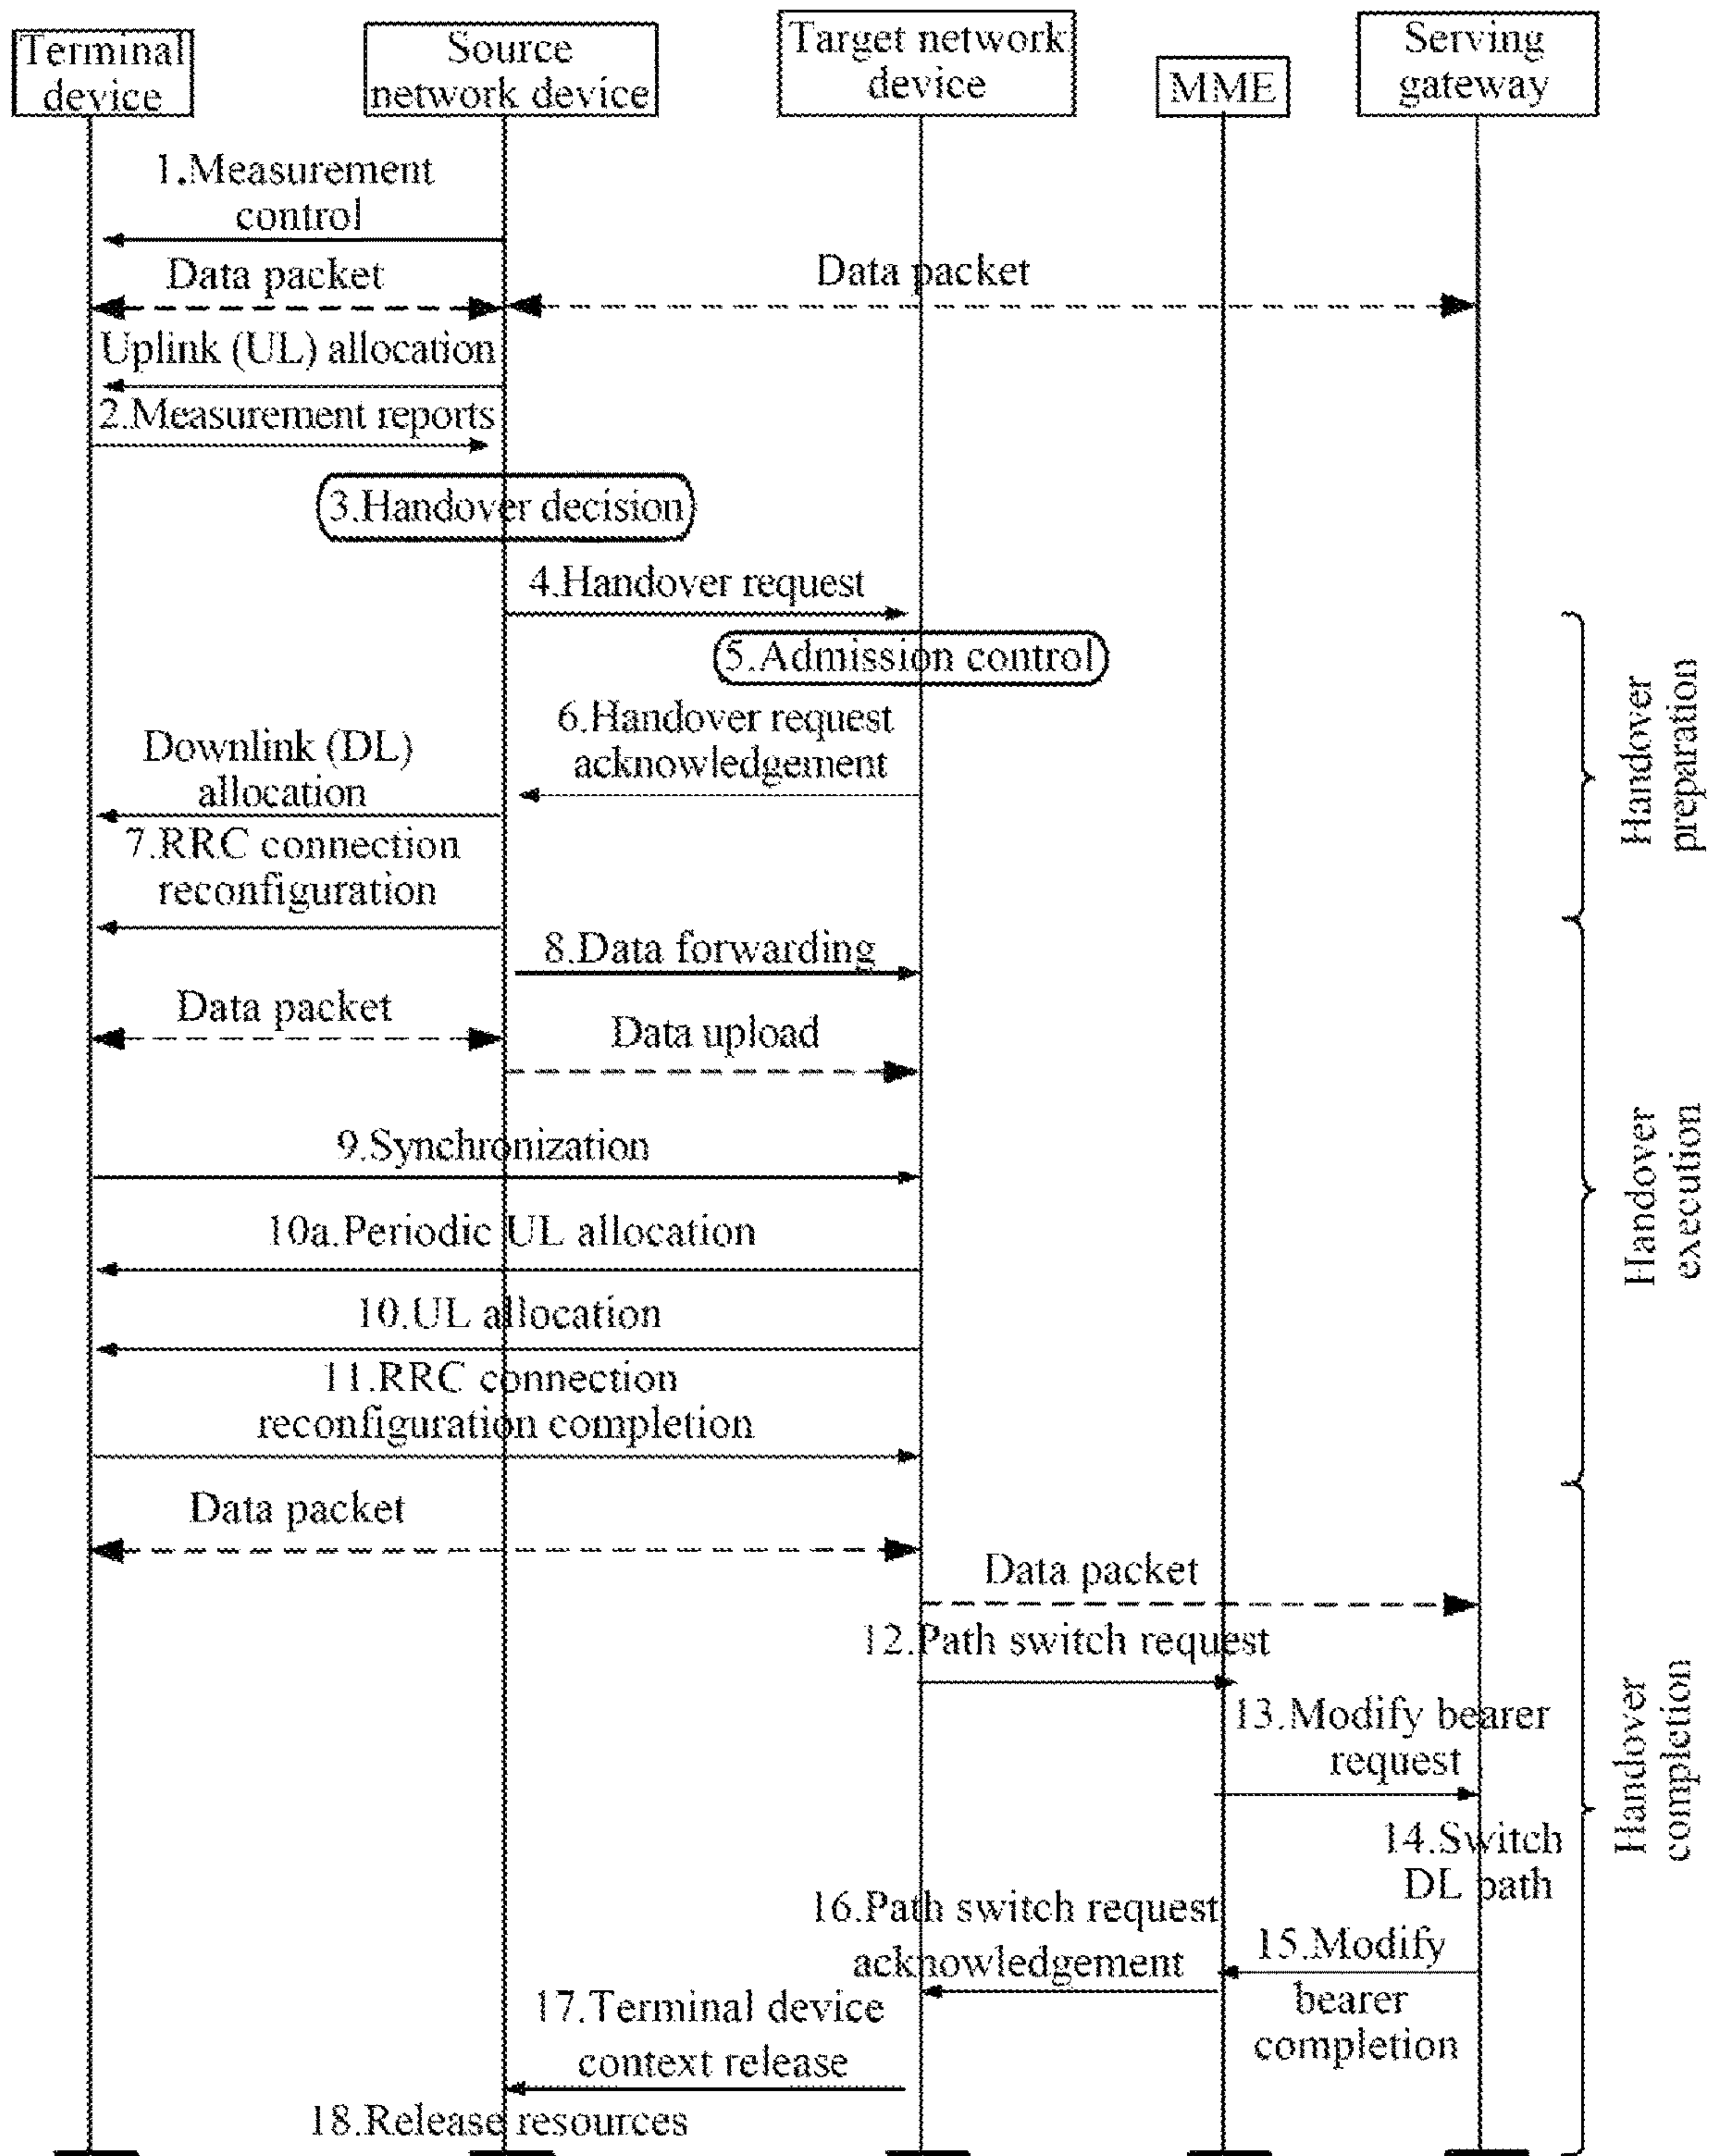 Terminal
device
Source
network device
Target network
device
MME
Serving
gateway
1.Measurement
control
Data packet
Data packet
Uplink (UL) allocation
2.Measurement reports
3.Handover decision
4.Handover request
5.Admission control
6.Handover request
acknowledgement
Downlink (DL)
allocation
7.RRC connection
reconfiguration
Handover
preparation
8.Data forwarding
Data packet
Data upload
9.Synchronization
10a.Periodic UL allocation
10.UL allocation
11.RRC connection
reconfiguration completion
Handover
execution
Data packet
Data packet
12.Path switch request
13.Modify bearer
request
14.Switch
DL path
16.Path switch request
acknowledgement
15.Modify
bearer
completion
17.Terminal device
context release
18.Release resources
Handover
completion